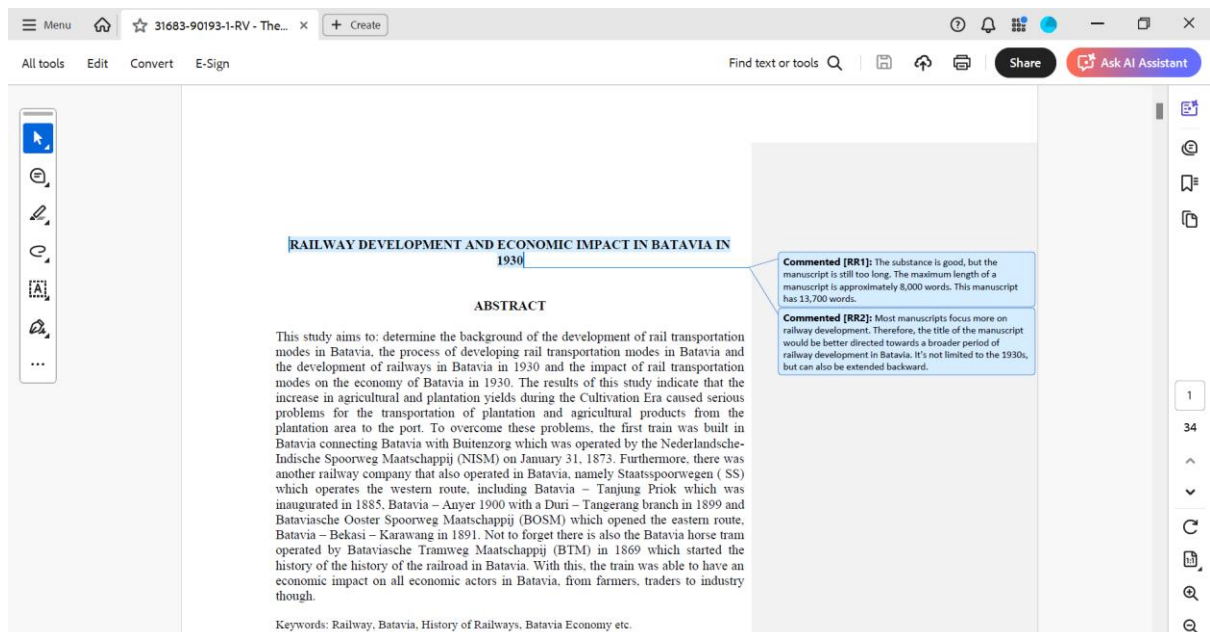 Menu
31683-90193-1-RV - The... × + Create
All tools Edit Convert E-Sign
Find text or tools
Share
Ask AI Assistant
RAILWAY DEVELOPMENT AND ECONOMIC IMPACT IN BATAVIA IN
1930
Commented [RR1]: The substance is good, but the
manuscript is still too long. The maximum length of a
manuscript is approximately 8,000 words. This manuscript
has 13,700 words.
Commented [RR2]: Most manuscripts focus more on
railway development. Therefore, the title of the manuscript
would be better directed towards a broader period of
railway development in Batavia. It's not limited to the 1930s,
but can also be extended backward.
ABSTRACT
This study aims to: determine the background of the development of rail transportation
modes in Batavia, the process of developing rail transportation modes in Batavia and
the development of railways in Batavia in 1930 and the impact of rail transportation
modes on the economy of Batavia in 1930. The results of this study indicate that the
increase in agricultural and plantation yields during the Cultivation Era caused serious
problems for the transportation of plantation and agricultural products from the
plantation area to the port. To overcome these problems, the first train was built in
Batavia connecting Batavia with Buitenzorg which was operated by the Nederlandsche-
Indische Spoorweg Maatschappij (NISM) on January 31, 1873. Furthermore, there was
another railway company that also operated in Batavia, namely Staatsspoorwegen ( SS)
which operates the western route, including Batavia – Tanjung Priok which was
inaugurated in 1885, Batavia – Anyer 1900 with a Duri – Tangerang branch in 1899 and
Bataviasche Ooster Spoorweg Maatschappij (BOSM) which opened the eastern route,
Batavia – Bekasi – Karawang in 1891. Not to forget there is also the Batavia horse tram
operated by Bataviasche Tramweg Maatschappij (BTM) in 1869 which started the
history of the history of the railroad in Batavia. With this, the train was able to have an
economic impact on all economic actors in Batavia, from farmers, traders to industry
though.
Keywords: Railway, Batavia, History of Railways, Batavia Economy etc.
1
34